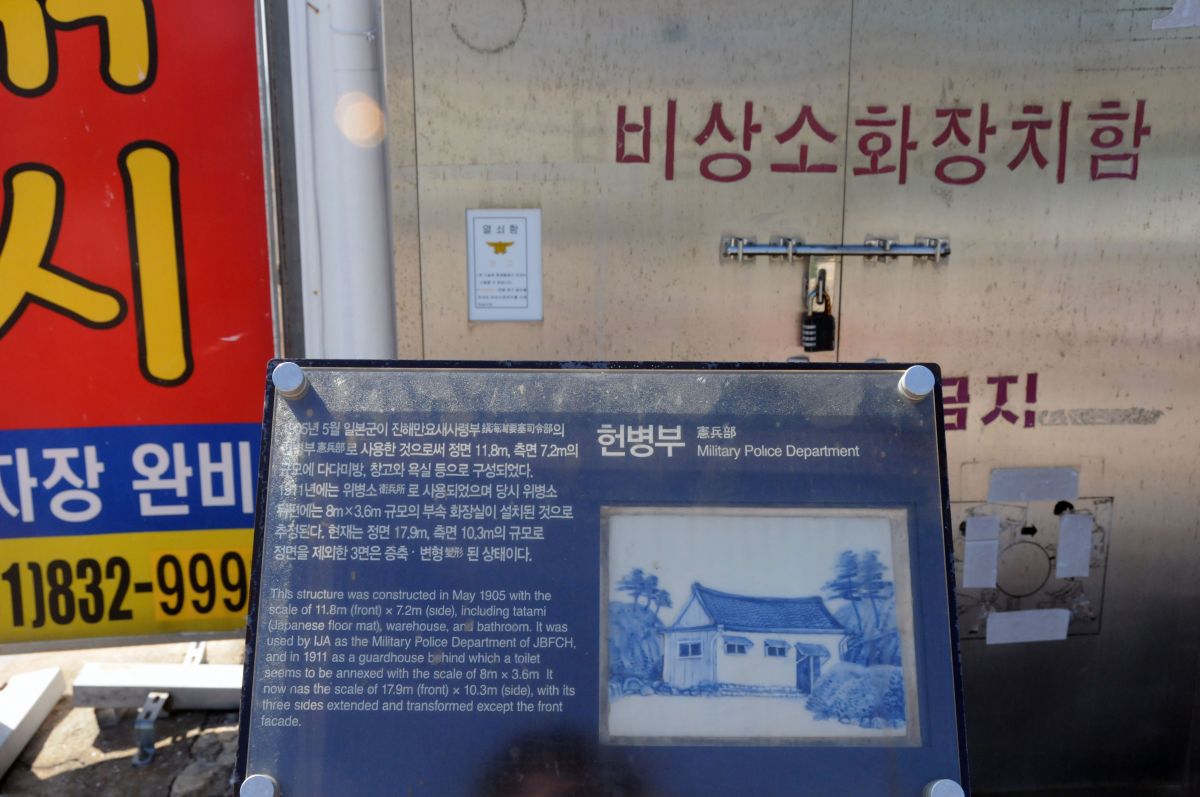 시
차장 완비
1)832-999
비상소화장치함
열쇠함
금지
헌병부 憲兵部
Military Police Department
1905년 5월 일본군이 진해만요새사령부 鎭海灣要塞司令部의
헌병부 憲兵部로 사용한 것으로써 정면 11.8m, 측면 7.2m의
규모에 다다미방, 창고와 욕실 등으로 구성되었다.
1911년에는 위병소 衛兵所 로 사용되었으며 당시 위병소
뒤편에는 8m×3.6m 규모의 부속 화장실이 설치된 것으로
추정된다. 현재는 정면 17.9m, 측면 10.3m의 규모로
정면을 제외한 3면은 증축 · 변형 變形 된 상태이다.
This structure was constructed in May 1905 with the
scale of 11.8m (front) × 7.2m (side), including tatami
(Japanese floor mat), warehouse, and bathroom. It was
used by IJA as the Military Police Department of JBFCH,
and in 1911 as a guardhouse behind which a toilet
seems to be annexed with the scale of 8m × 3.6m It
now has the scale of 17.9m (front) × 10.3m (side), with its
three sides extended and transformed except the front
facade.